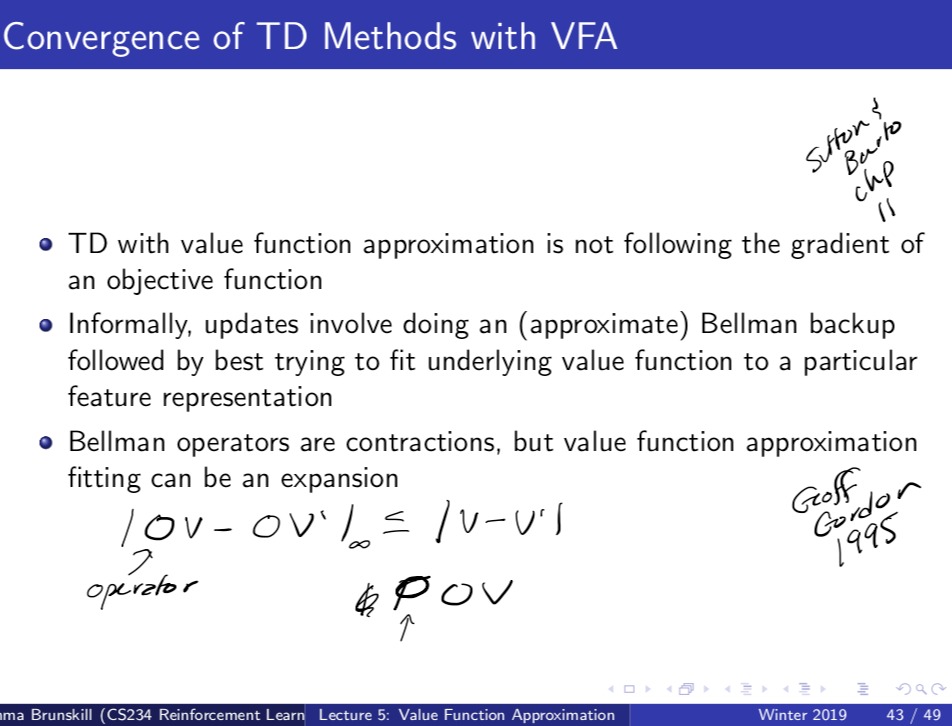 Convergence of TD Methods with VFA
Sutton &
Barto
chp
11
TD with value function approximation is not following the gradient of
an objective function
Informally, updates involve doing an (approximate) Bellman backup
followed by best trying to fit underlying value function to a particular
feature representation
Bellman operators are contractions, but value function approximation
fitting can be an expansion
|OV - OV'|∞ ≤ |V-V'|
operator
P O V
Geoff
Gordon
1995
ma Brunskill (CS234 Reinforcement Learn Lecture 5: Value Function Approximation Winter 2019 43 / 49